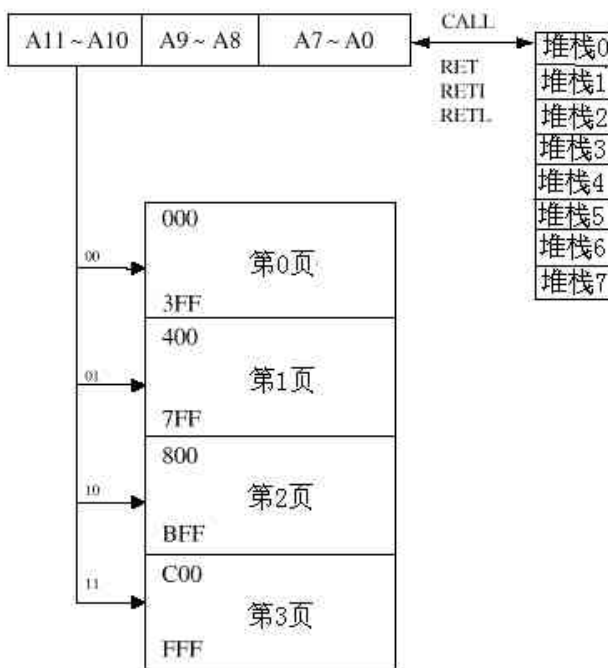 A11~A10 A9~A8 A7~A0
CALL
RET
RETI
RETL
堆栈0
堆栈1
堆栈2
堆栈3
堆栈4
堆栈5
堆栈6
堆栈7
00
000
第0页
3FF
01
400
第1页
7FF
10
800
第2页
BFF
11
C00
第3页
FFF